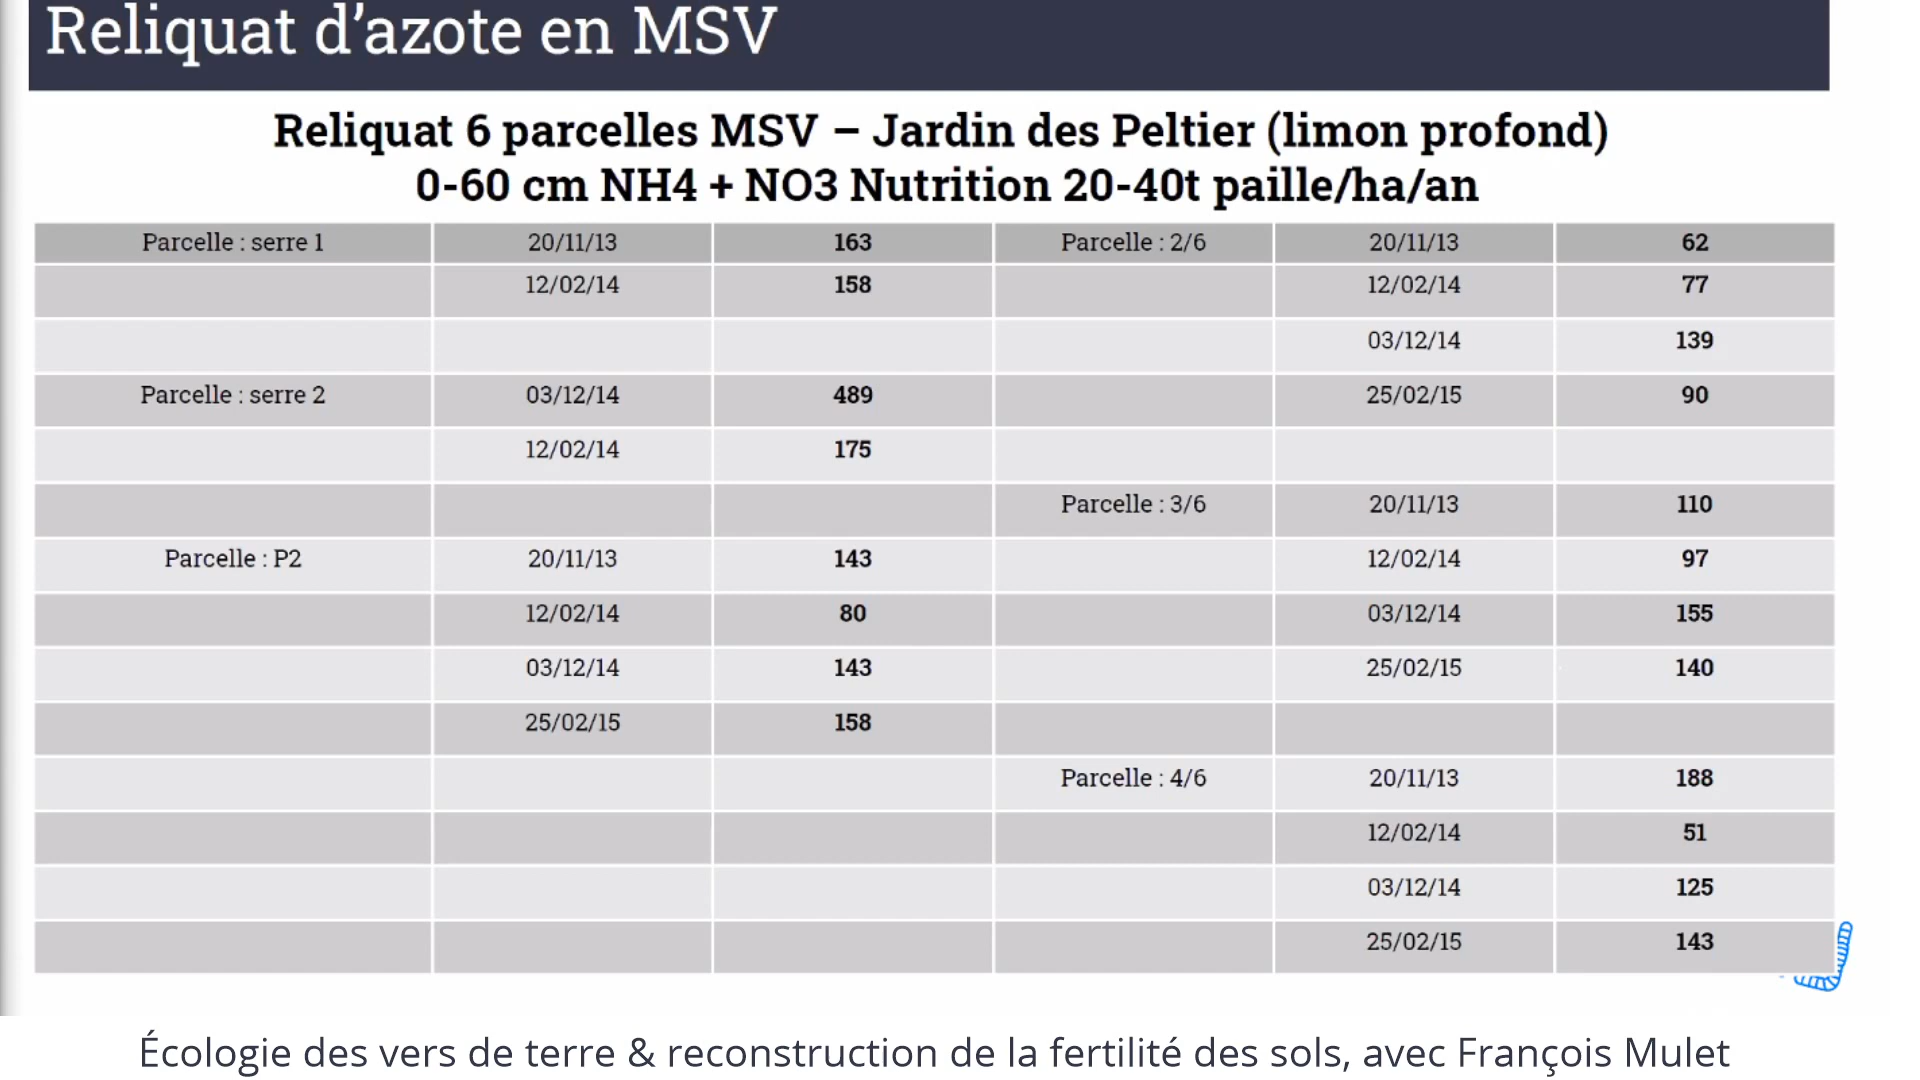 Reliquat d’azote en MSV
Reliquat 6 parcelles MSV – Jardin des Peltier (limon profond)
0-60 cm NH4 + NO3 Nutrition 20-40t paille/ha/an
Parcelle : serre 1 20/11/13 163 Parcelle : 2/6 20/11/13 62
12/02/14 158 12/02/14 77
03/12/14 139
Parcelle : serre 2 03/12/14 489 25/02/15 90
12/02/14 175
Parcelle : 3/6 20/11/13 110
Parcelle : P2 20/11/13 143 12/02/14 97
12/02/14 80 03/12/14 155
03/12/14 143 25/02/15 140
25/02/15 158
Parcelle : 4/6 20/11/13 188
12/02/14 51
03/12/14 125
25/02/15 143
Écologie des vers de terre & reconstruction de la fertilité des sols, avec François Mulet